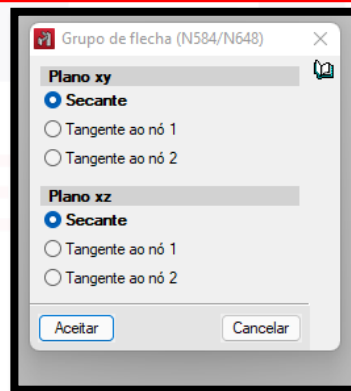 Grupo de flecha (N584/N648)
Plano xy
Secante
Tangente ao nó 1
Tangente ao nó 2
Plano xz
Secante
Tangente ao nó 1
Tangente ao nó 2
Aceitar Cancelar